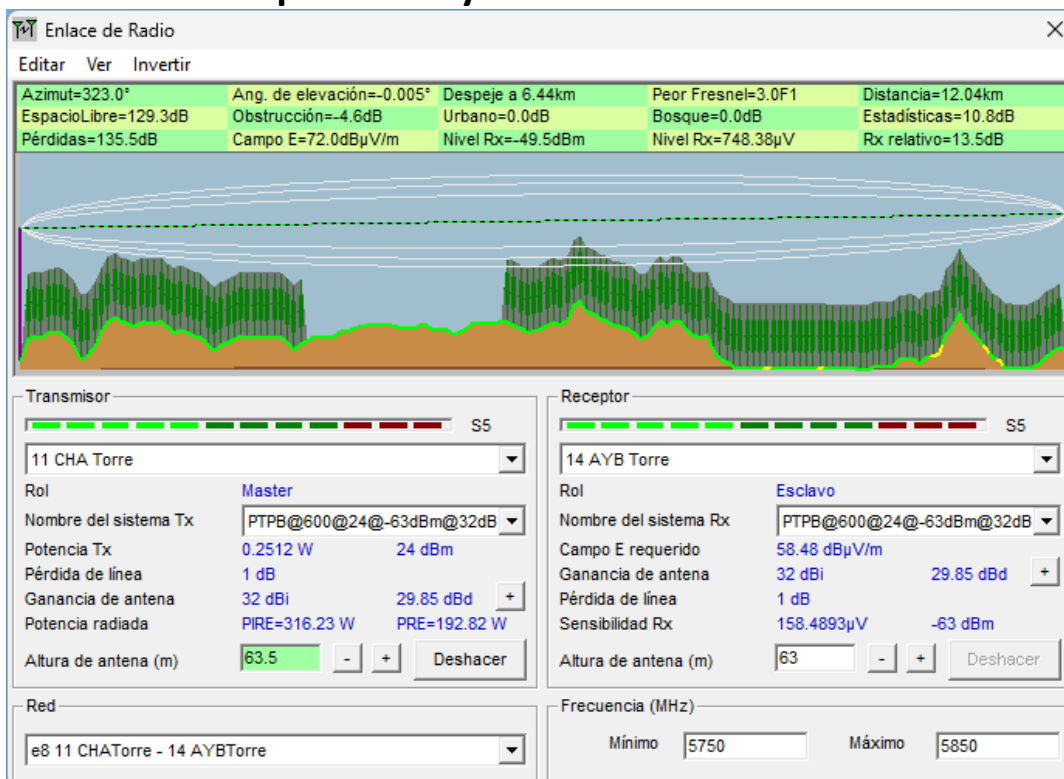 Enlace de Radio
Editar Ver Invertir
Azimut=323.0° Ang. de elevación=-0.005° Despeje a 6.44km Peor Fresnel=3.0F1 Distancia=12.04km
EspacioLibre=129.3dB Obstrucción=-4.6dB Urbano=0.0dB Bosque=0.0dB Estadísticas=10.8dB
Pérdidas=135.5dB Campo E=72.0dBµV/m Nivel Rx=-49.5dBm Nivel Rx=748.38µV Rx relativo=13.5dB
Transmisor
S5
11 CHA Torre
Rol Master
Nombre del sistema Tx PTPB@600@24@-63dBm@32dB
Potencia Tx 0.2512 W 24 dBm
Pérdida de línea 1 dB
Ganancia de antena 32 dBi 29.85 dBd +
Potencia radiada PIRE=316.23 W PRE=192.82 W
Altura de antena (m) 63.5 - + Deshacer
Red
e8 11 CHATorre - 14 AYBTorre
Receptor
S5
14 AYB Torre
Rol Esclavo
Nombre del sistema Rx PTPB@600@24@-63dBm@32dB
Campo E requerido 58.48 dBµV/m
Ganancia de antena 32 dBi 29.85 dBd +
Pérdida de línea 1 dB
Sensibilidad Rx 158.4893µV -63 dBm
Altura de antena (m) 63 - + Deshacer
Frecuencia (MHz)
Mínimo 5750 Máximo 5850